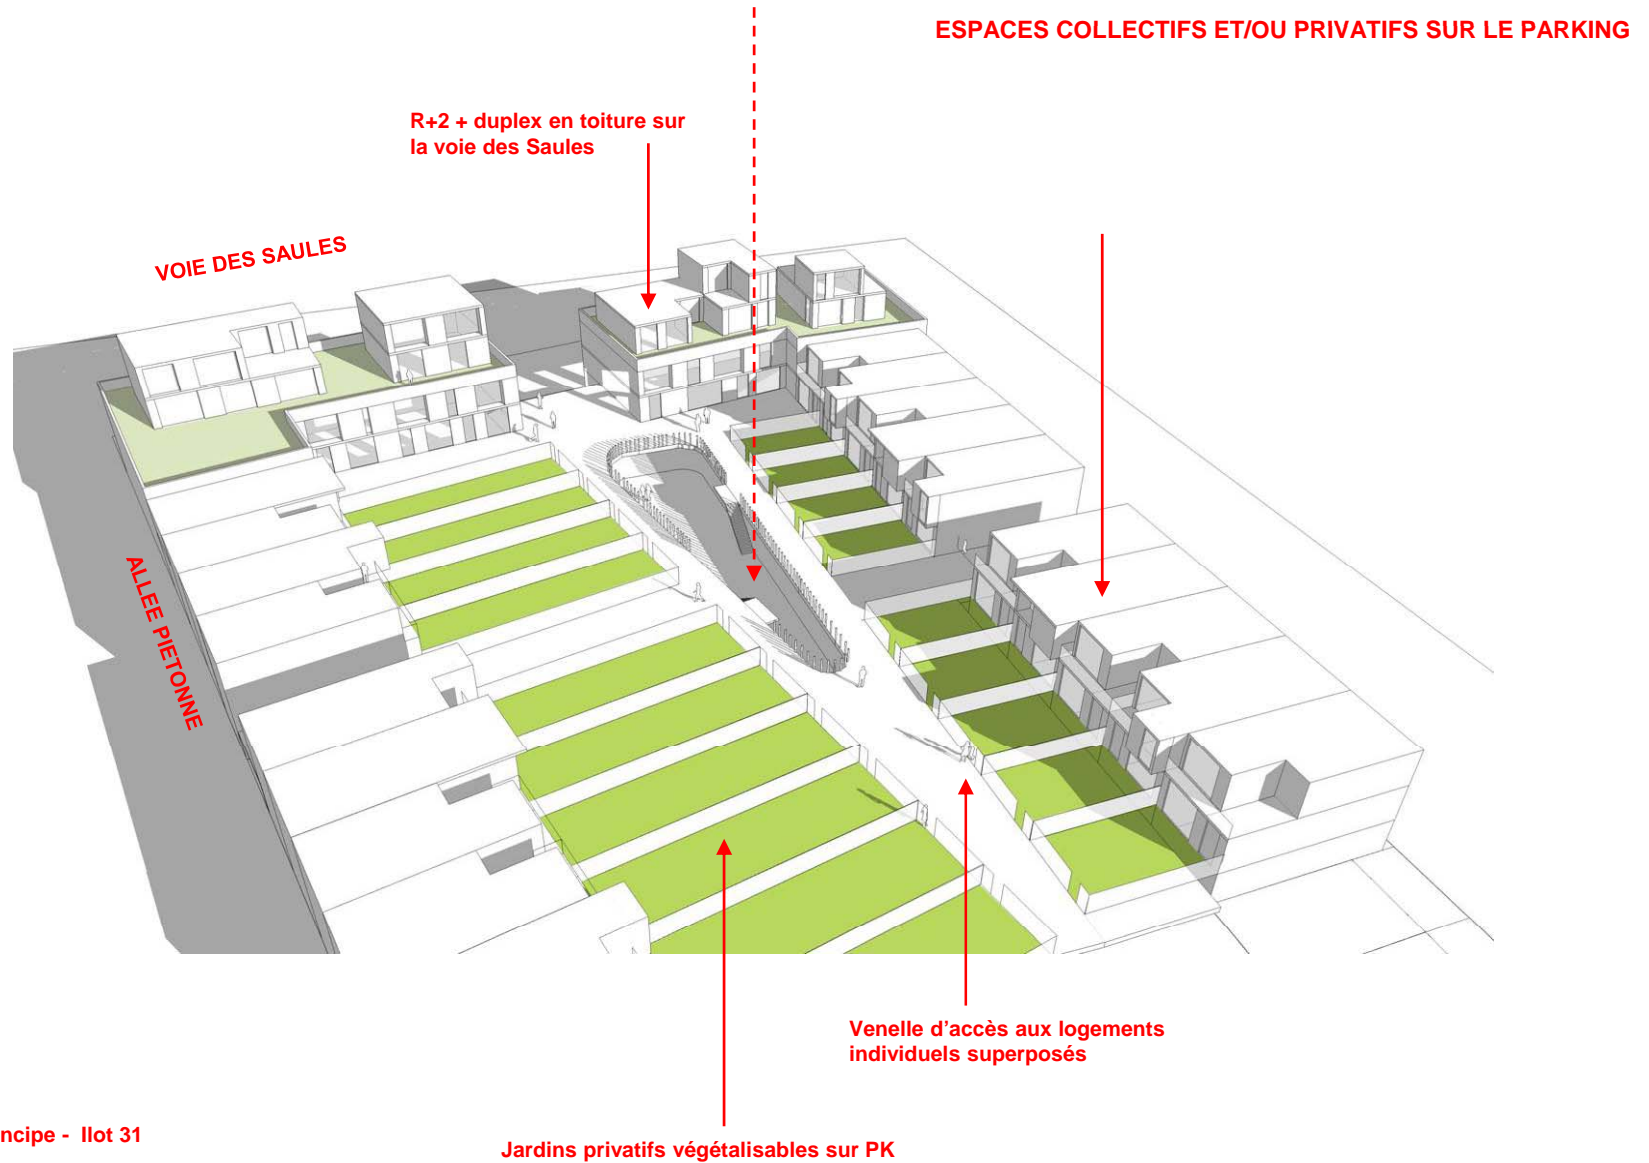 ESPACES COLLECTIFS ET/OU PRIVATIFS SUR LE PARKING
R+2 + duplex en toiture sur
la voie des Saules
VOIE DES SAULES
ALLEE PIETONNE
Venelle d’accès aux logements
individuels superposés
ncipe - Ilot 31
Jardins privatifs végétalisables sur PK